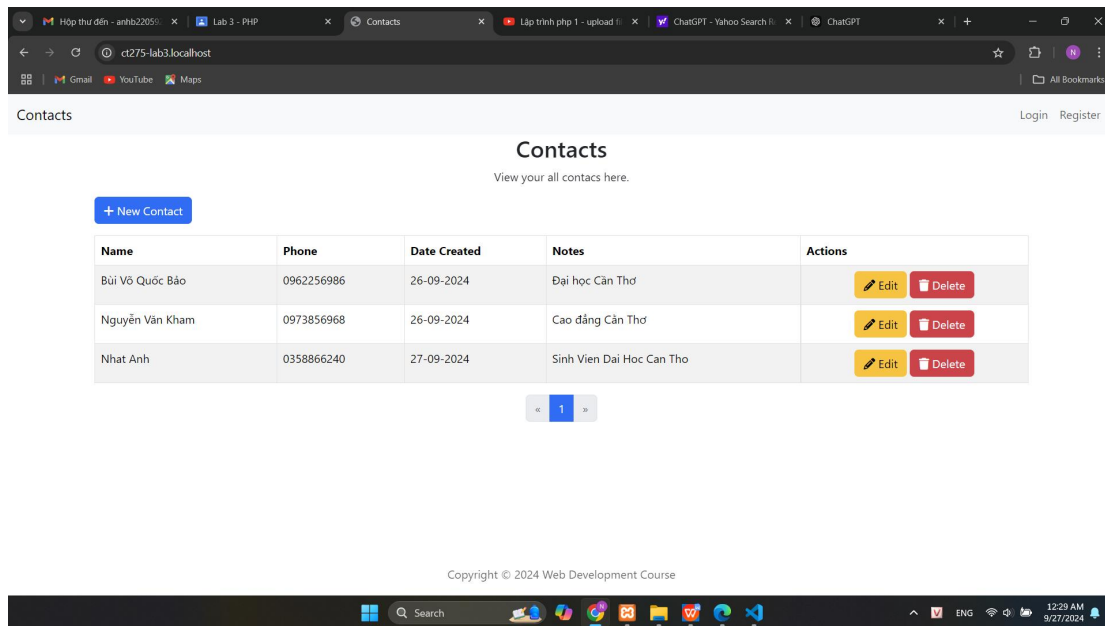 Hộp thư đến - anhb22059
Lab 3 - PHP
Contacts
Lập trình php 1 - upload fi
ChatGPT - Yahoo Search Re
ChatGPT
ct275-lab3.localhost
N
Gmail
YouTube
Maps
All Bookmarks
Contacts
Login Register
Contacts
View your all contacs here.
+ New Contact
Name Phone Date Created Notes Actions
Bùi Võ Quốc Bảo 0962256986 26-09-2024 Đại học Cần Thơ Edit Delete
Nguyễn Văn Kham 0973856968 26-09-2024 Cao đẳng Cần Thơ Edit Delete
Nhat Anh 0358866240 27-09-2024 Sinh Vien Dai Hoc Can Tho Edit Delete
« 1 »
Copyright © 2024 Web Development Course
Search
V ENG 12:29 AM
9/27/2024